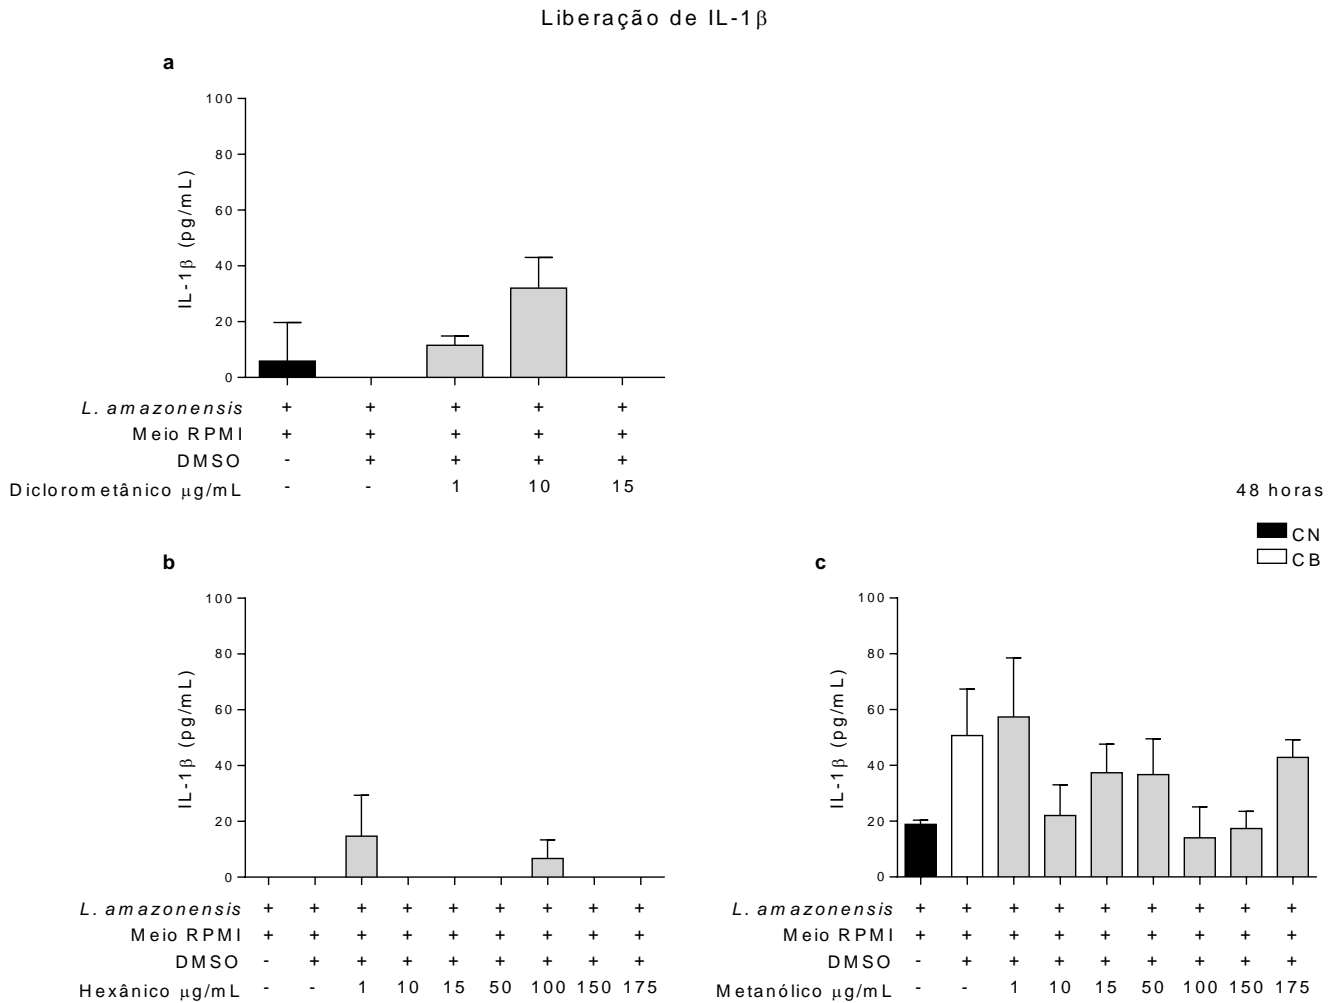 Liberação de IL-1β
a
100
80
60
40
20
0
IL-1β (pg/mL)
L. amazonensis + + + + +
Meio RPMI + + + + +
DMSO - + + + +
Diclorometânico μg/mL - - 1 10 15
48 horas
CN
CB
b
100
80
60
40
20
0
IL-1β (pg/mL)
L. amazonensis + + + + + + + + +
Meio RPMI + + + + + + + + +
DMSO - + + + + + + + +
Hexânico μg/mL - - 1 10 15 50 100 150 175
c
100
80
60
40
20
0
IL-1β (pg/mL)
L. amazonensis + + + + + + + + +
Meio RPMI + + + + + + + + +
DMSO - + + + + + + + +
Metanólico μg/mL - - 1 10 15 50 100 150 175